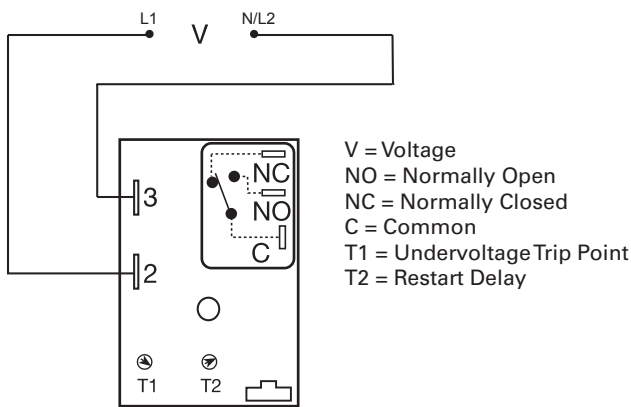 L1 V N/L2
3
2
NC
NO
C
T1 T2
V = Voltage
NO = Normally Open
NC = Normally Closed
C = Common
T1 = Undervoltage Trip Point
T2 = Restart Delay